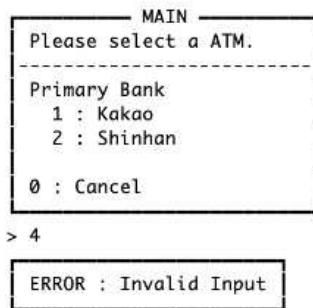 MAIN
Please select a ATM.
Primary Bank
1 : Kakao
2 : Shinhan
0 : Cancel
> 4
ERROR : Invalid Input